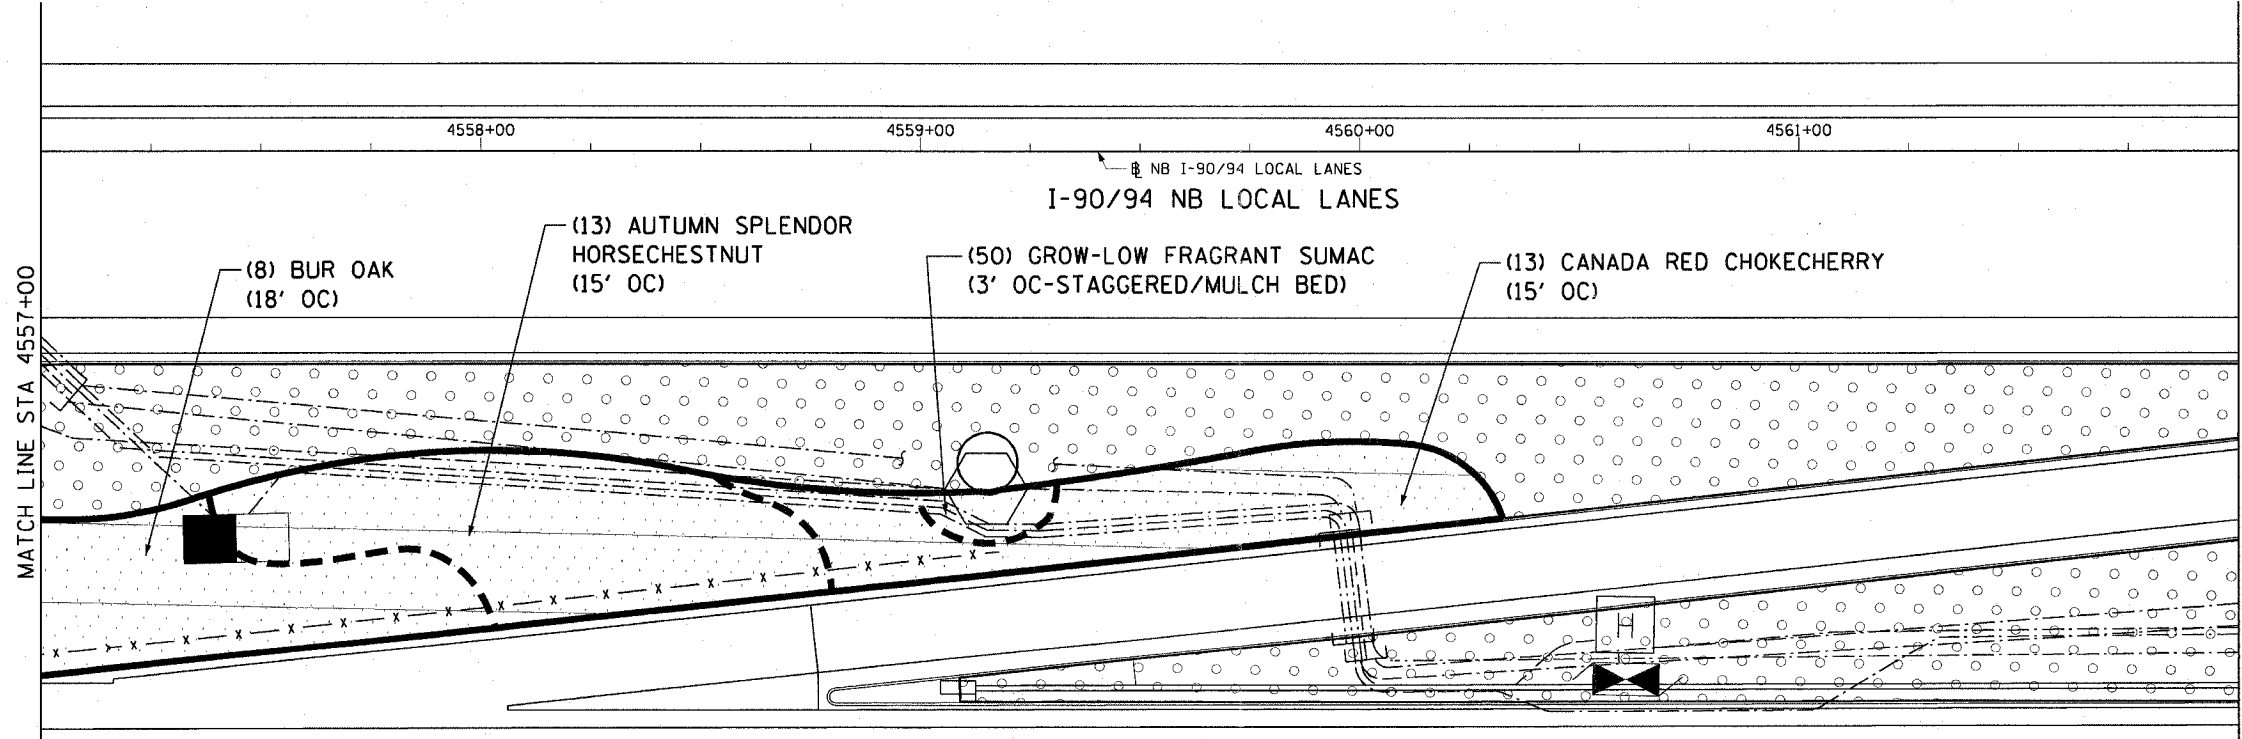 4558+00
4559+00
4560+00
4561+00
℄ NB I-90/94 LOCAL LANES
I-90/94 NB LOCAL LANES
(13) AUTUMN SPLENDOR
HORSECHESTNUT
(15' OC)
(50) GROW-LOW FRAGRANT SUMAC
(3' OC-STAGGERED/MULCH BED)
(13) CANADA RED CHOKECHERRY
(15' OC)
(8) BUR OAK
(18' OC)
MATCH LINE STA 4557+00